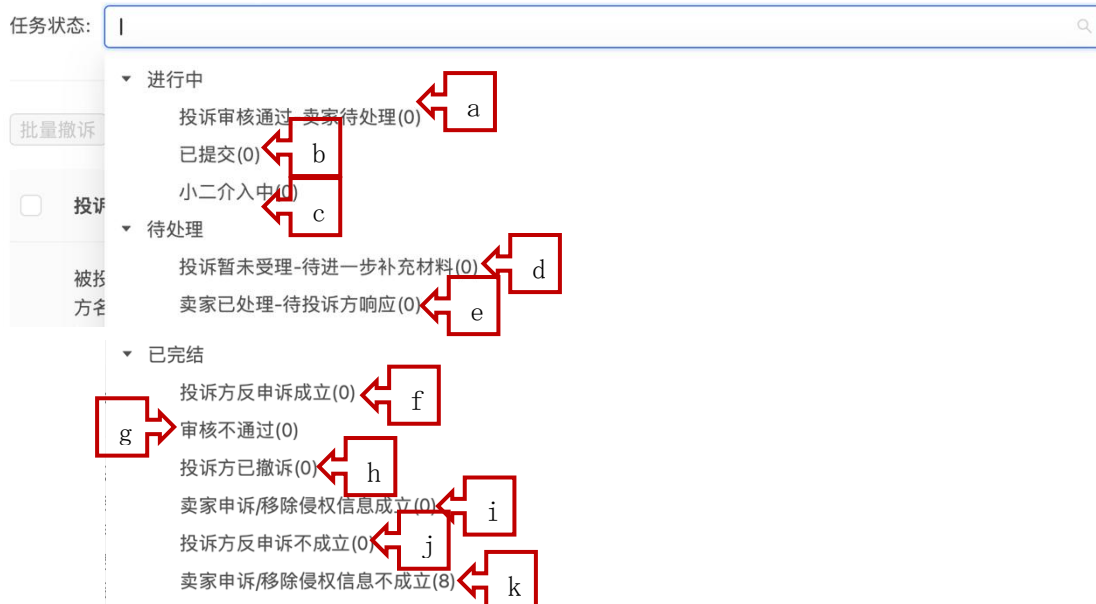 任务状态:
进行中
投诉审核通过-卖家待处理(0)
a
批量撤诉
已提交(0)
b
小二介入中(0)
c
投诉
待处理
投诉暂未受理-待进一步补充材料(0)
d
被投
方名
卖家已处理-待投诉方响应(0)
e
已完结
投诉方反申诉成立(0)
f
g
审核不通过(0)
投诉方已撤诉(0)
h
卖家申诉/移除侵权信息成立(0)
i
投诉方反申诉不成立(0)
j
卖家申诉/移除侵权信息不成立(8)
k